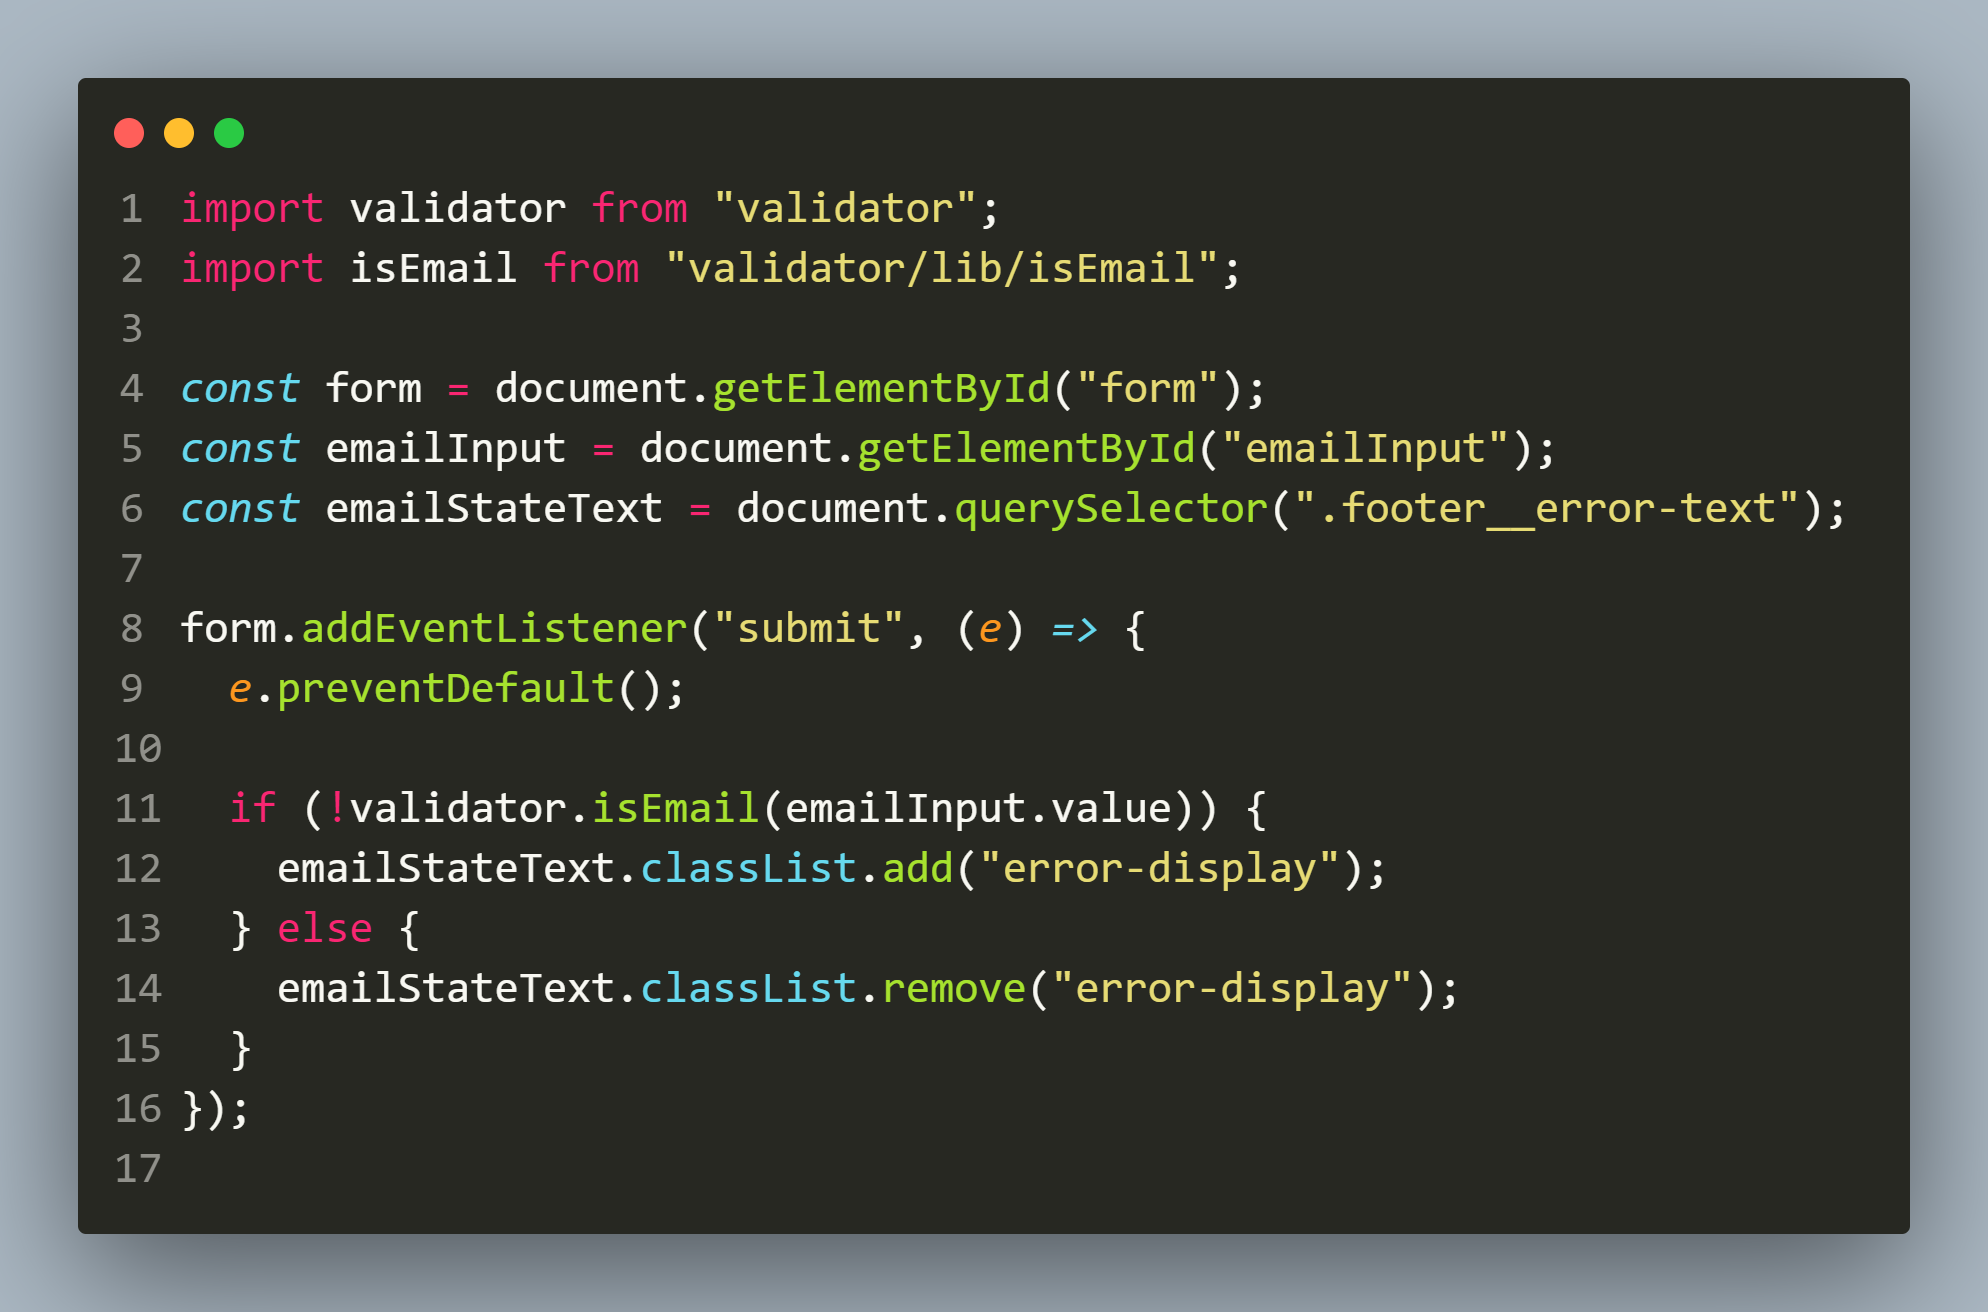 1 import validator from "validator";
2 import isEmail from "validator/lib/isEmail";
3
4 const form = document.getElementById("form");
5 const emailInput = document.getElementById("emailInput");
6 const emailStateText = document.querySelector(".footer__error-text");
7
8 form.addEventListener("submit", (e) => {
9   e.preventDefault();
10
11   if (!validator.isEmail(emailInput.value)) {
12     emailStateText.classList.add("error-display");
13   } else {
14     emailStateText.classList.remove("error-display");
15   }
16 });
17